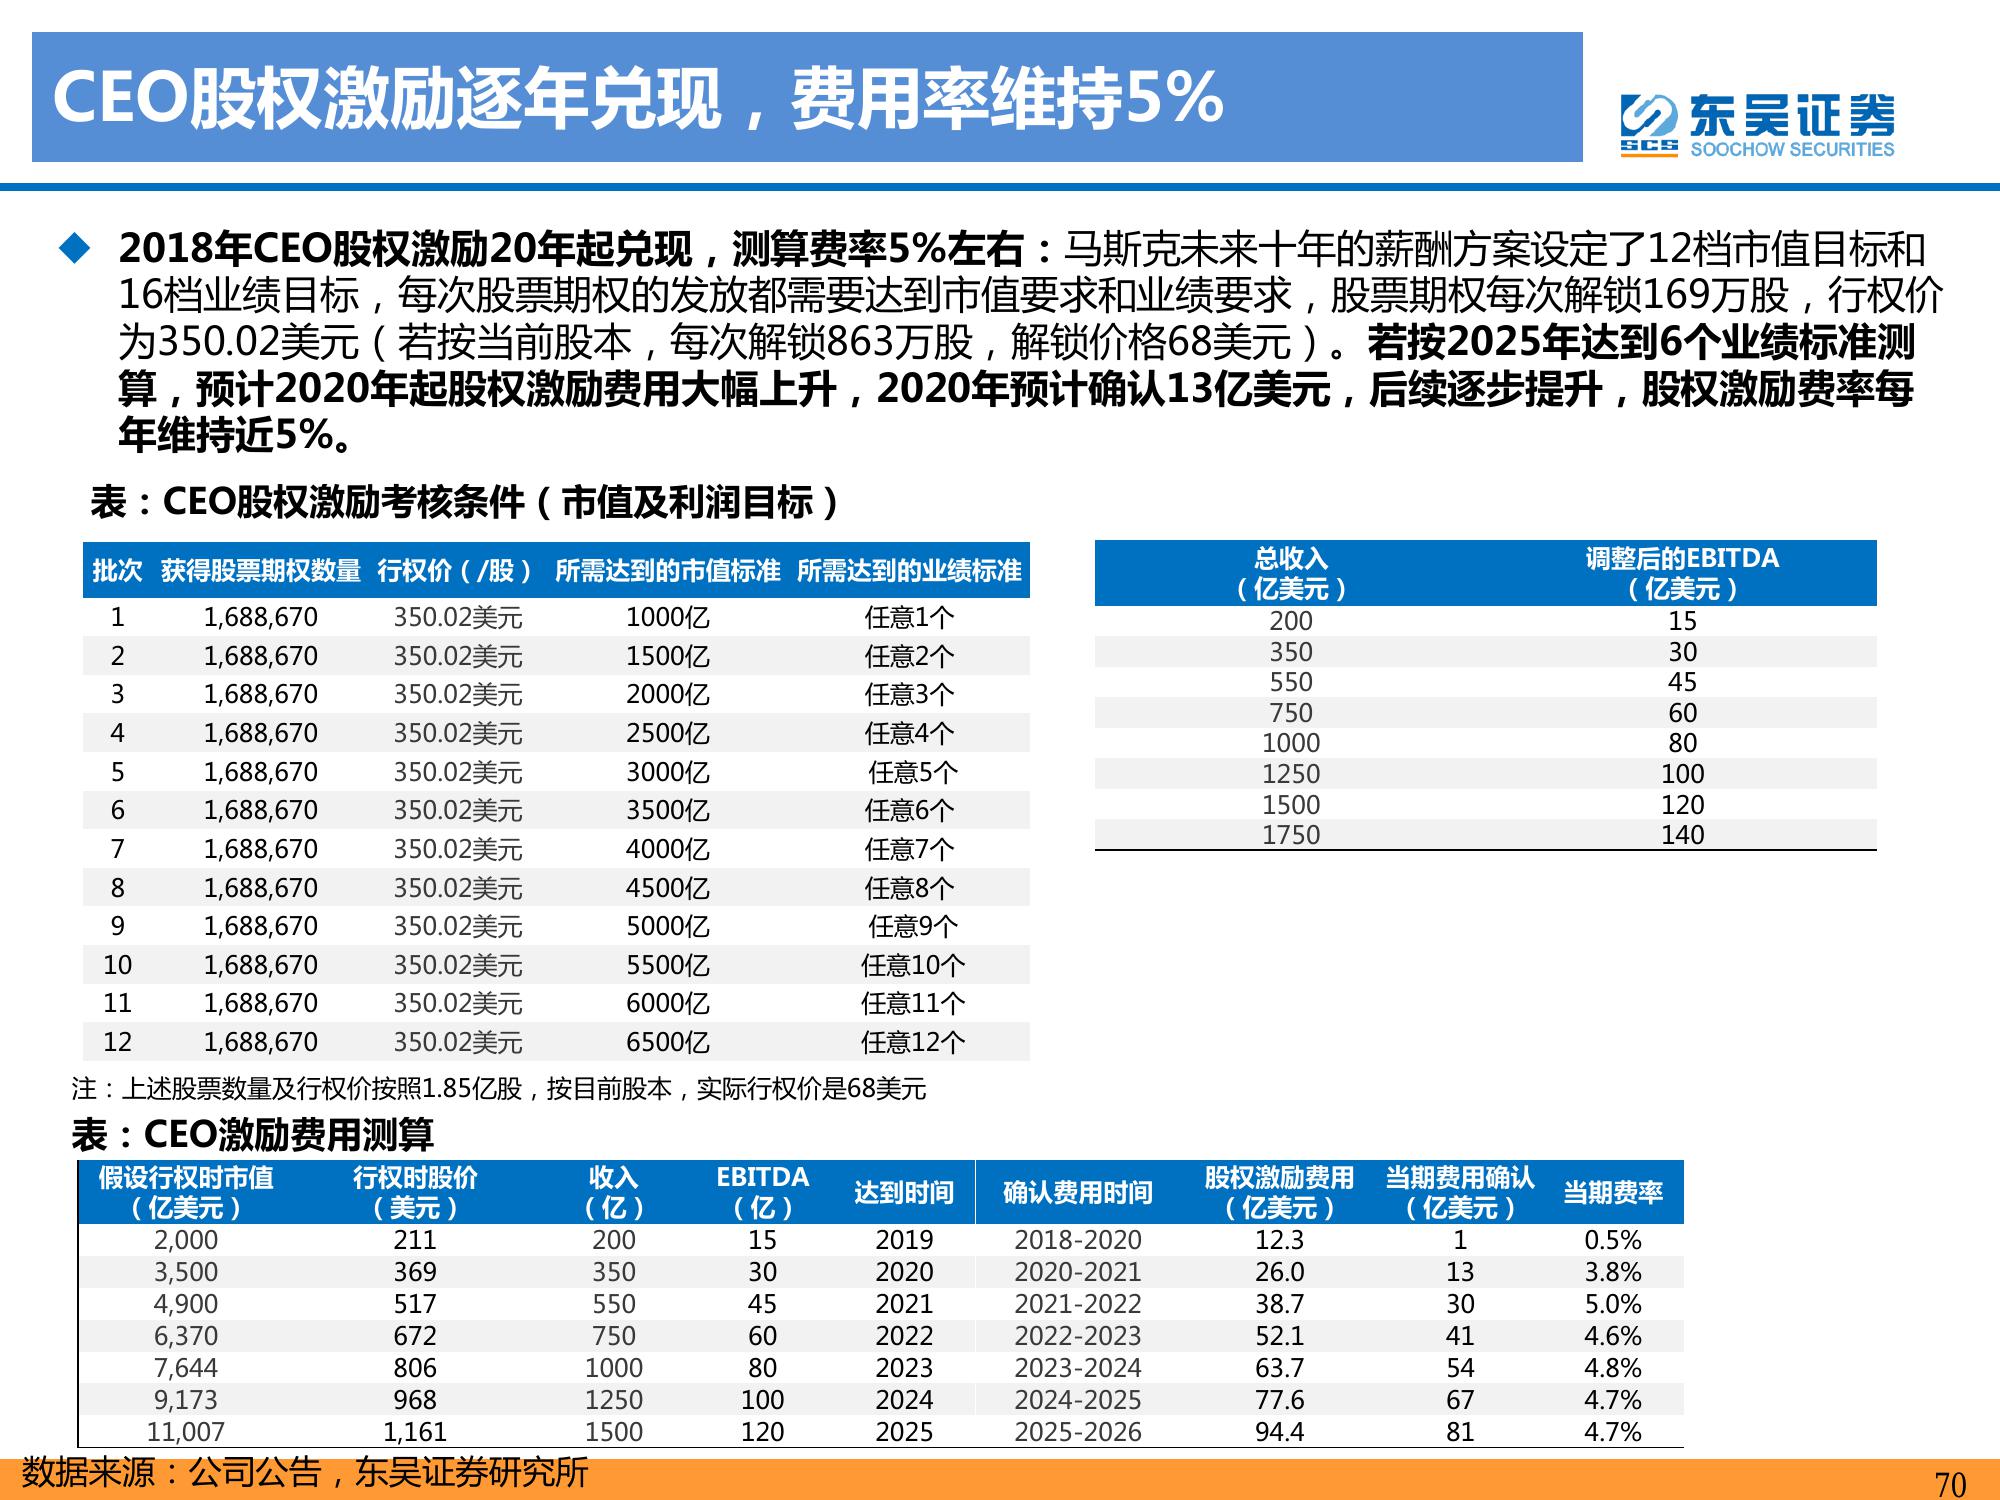 CEO股权激励逐年兑现，费用率维持5%
东吴证券
SCS
SOOCHOW SECURITIES
◆ 2018年CEO股权激励20年起兑现，测算费率5%左右：马斯克未来十年的薪酬方案设定了12档市值目标和
16档业绩目标，每次股票期权的发放都需要达到市值要求和业绩要求，股票期权每次解锁169万股，行权价
为350.02美元（若按当前股本，每次解锁863万股，解锁价格68美元）。若按2025年达到6个业绩标准测
算，预计2020年起股权激励费用大幅上升，2020年预计确认13亿美元，后续逐步提升，股权激励费率每
年维持近5%。
表：CEO股权激励考核条件（市值及利润目标）
批次 获得股票期权数量 行权价（/股） 所需达到的市值标准 所需达到的业绩标准
1 1,688,670 350.02美元 1000亿 任意1个
2 1,688,670 350.02美元 1500亿 任意2个
3 1,688,670 350.02美元 2000亿 任意3个
4 1,688,670 350.02美元 2500亿 任意4个
5 1,688,670 350.02美元 3000亿 任意5个
6 1,688,670 350.02美元 3500亿 任意6个
7 1,688,670 350.02美元 4000亿 任意7个
8 1,688,670 350.02美元 4500亿 任意8个
9 1,688,670 350.02美元 5000亿 任意9个
10 1,688,670 350.02美元 5500亿 任意10个
11 1,688,670 350.02美元 6000亿 任意11个
12 1,688,670 350.02美元 6500亿 任意12个
总收入 调整后的EBITDA
（亿美元） （亿美元）
200 15
350 30
550 45
750 60
1000 80
1250 100
1500 120
1750 140
注：上述股票数量及行权价按照1.85亿股，按目前股本，实际行权价是68美元
表：CEO激励费用测算
假设行权时市值 行权时股价 收入 EBITDA 达到时间 确认费用时间 股权激励费用 当期费用确认 当期费率
（亿美元） （美元） （亿） （亿） （亿美元） （亿美元）
2,000 211 200 15 2019 2018-2020 12.3 1 0.5%
3,500 369 350 30 2020 2020-2021 26.0 13 3.8%
4,900 517 550 45 2021 2021-2022 38.7 30 5.0%
6,370 672 750 60 2022 2022-2023 52.1 41 4.6%
7,644 806 1000 80 2023 2023-2024 63.7 54 4.8%
9,173 968 1250 100 2024 2024-2025 77.6 67 4.7%
11,007 1,161 1500 120 2025 2025-2026 94.4 81 4.7%
数据来源：公司公告，东吴证券研究所
70